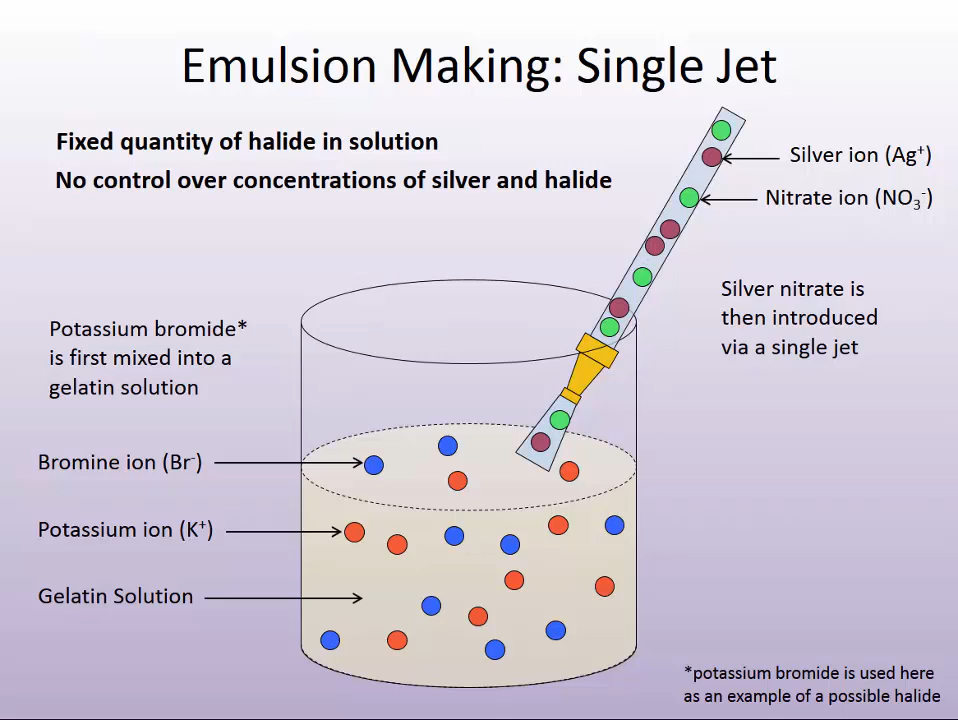 Emulsion Making: Single Jet
Fixed quantity of halide in solution
No control over concentrations of silver and halide
Silver ion (Ag⁺)
Nitrate ion (NO₃⁻)
Silver nitrate is
then introduced
via a single jet
Potassium bromide*
is first mixed into a
gelatin solution
Bromine ion (Br⁻)
Potassium ion (K⁺)
Gelatin Solution
*potassium bromide is used here
as an example of a possible halide